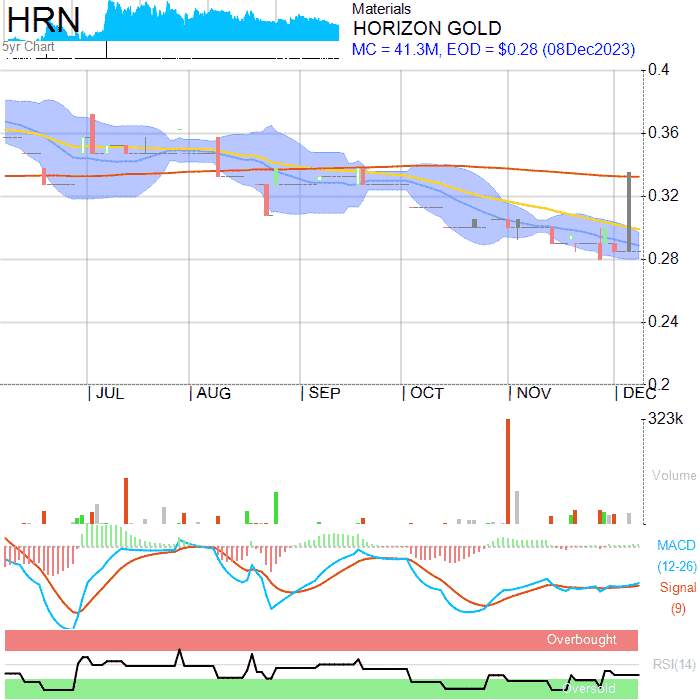 HRN
Materials
HORIZON GOLD
5yr Chart
MC = 41.3M, EOD = $0.28 (08Dec2023)
0.4
0.36
0.32
0.28
0.24
0.2
JUL
AUG
SEP
OCT
NOV
DEC
323k
Volume
MACD
(12-26)
Signal
(9)
Overbought
RSI(14)
Oversold